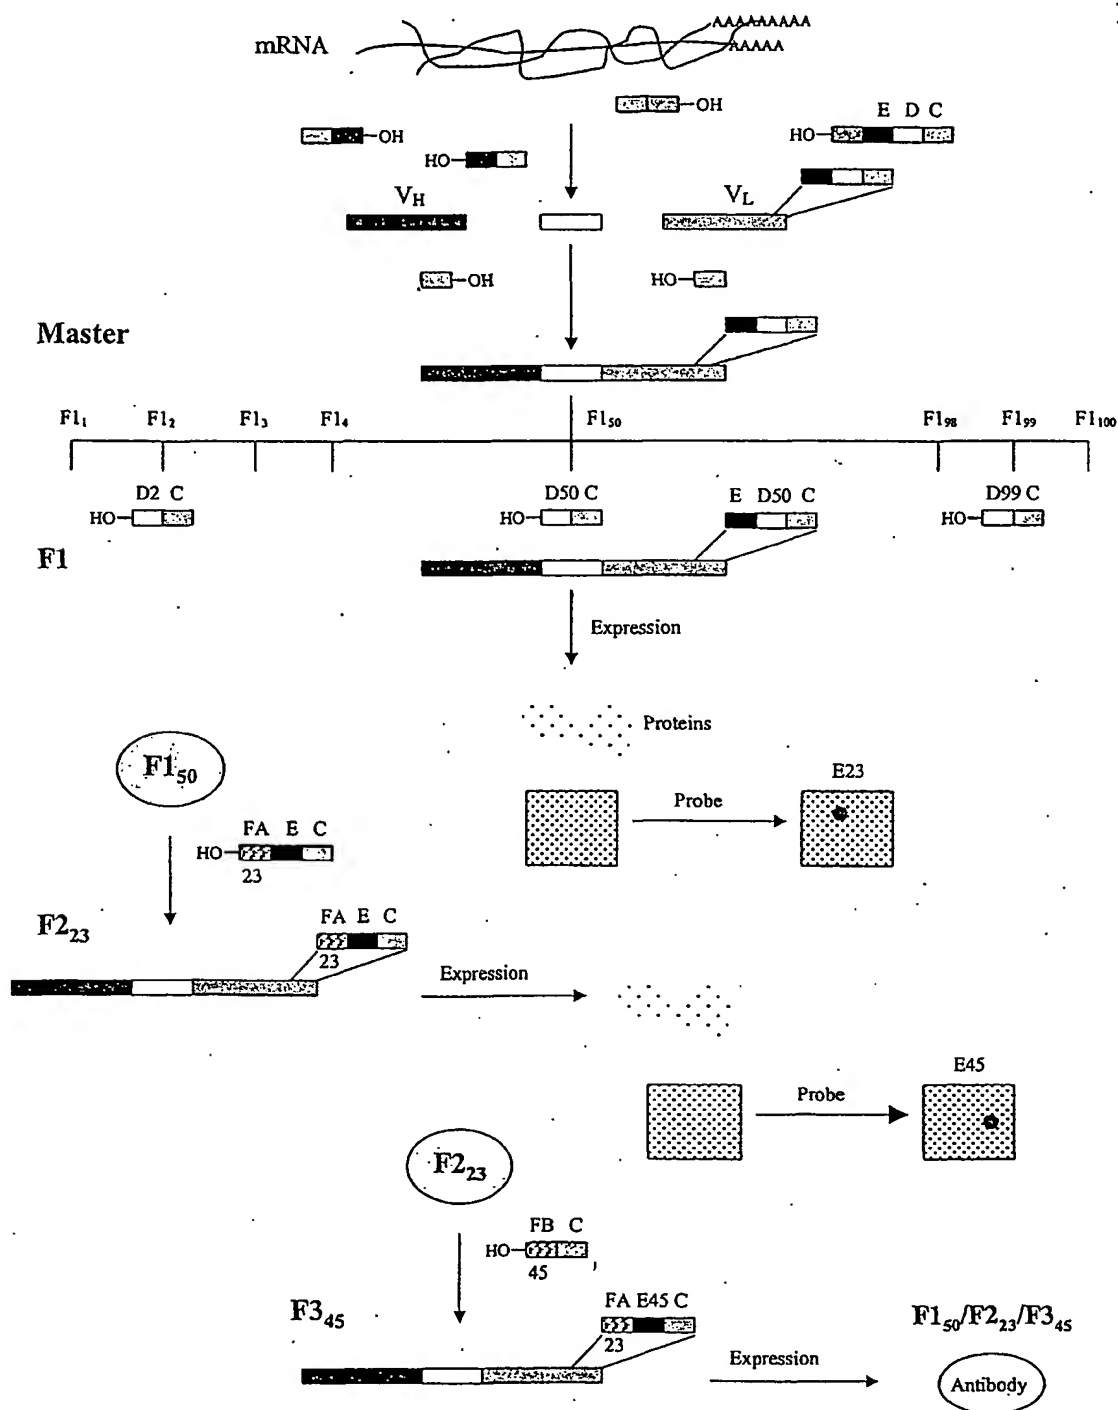 AAAAAAAAA
mRNA
AAAAA
OH
E D C
OH
HO
HO
V_H
V_L
OH
HO
Master
F1₁ F1₂ F1₃ F1₄ F1₅₀ F1₉₈ F1₉₉ F1₁₀₀
D2 C
D50 C
E D50 C
D99 C
HO
HO
HO
F1
Expression
Proteins
F1₅₀
E23
Probe
FA E C
HO
23
F2₂₃
FA E C
23
Expression
E45
Probe
F2₂₃
FB C
HO
45
F3₄₅
FA E45 C
23
F1₅₀/F2₂₃/F3₄₅
Expression
Antibody